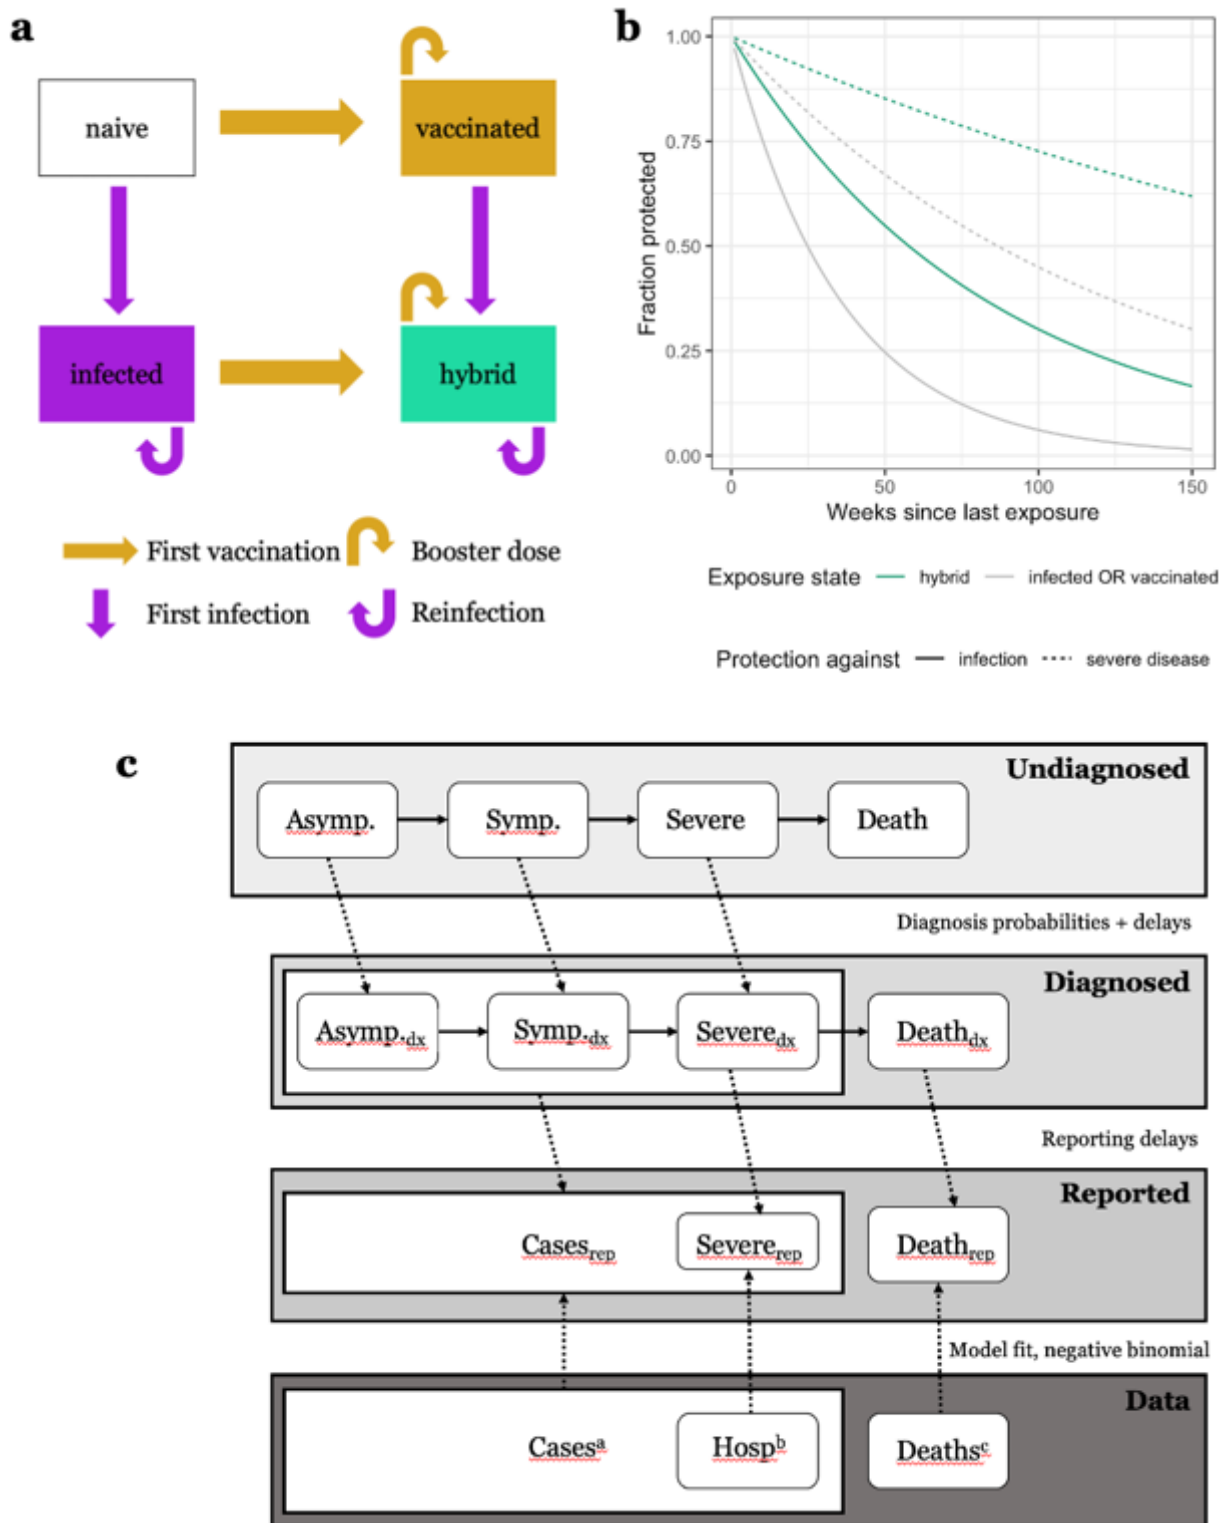 a
naive
vaccinated
infected
hybrid
First vaccination
Booster dose
First infection
Reinfection
b
1.00
0.75
0.50
0.25
0.00
Fraction protected
0
50
100
150
Weeks since last exposure
Exposure state
hybrid
infected OR vaccinated
Protection against
infection
severe disease
c
Undiagnosed
Asymp.
Symp.
Severe
Death
Diagnosis probabilities + delays
Diagnosed
Asymp.dx
Symp.dx
Severedx
Deathdx
Reporting delays
Reported
Casesrep
Severerep
Deathrep
Model fit, negative binomial
Data
Casesa
Hospb
Deathsc